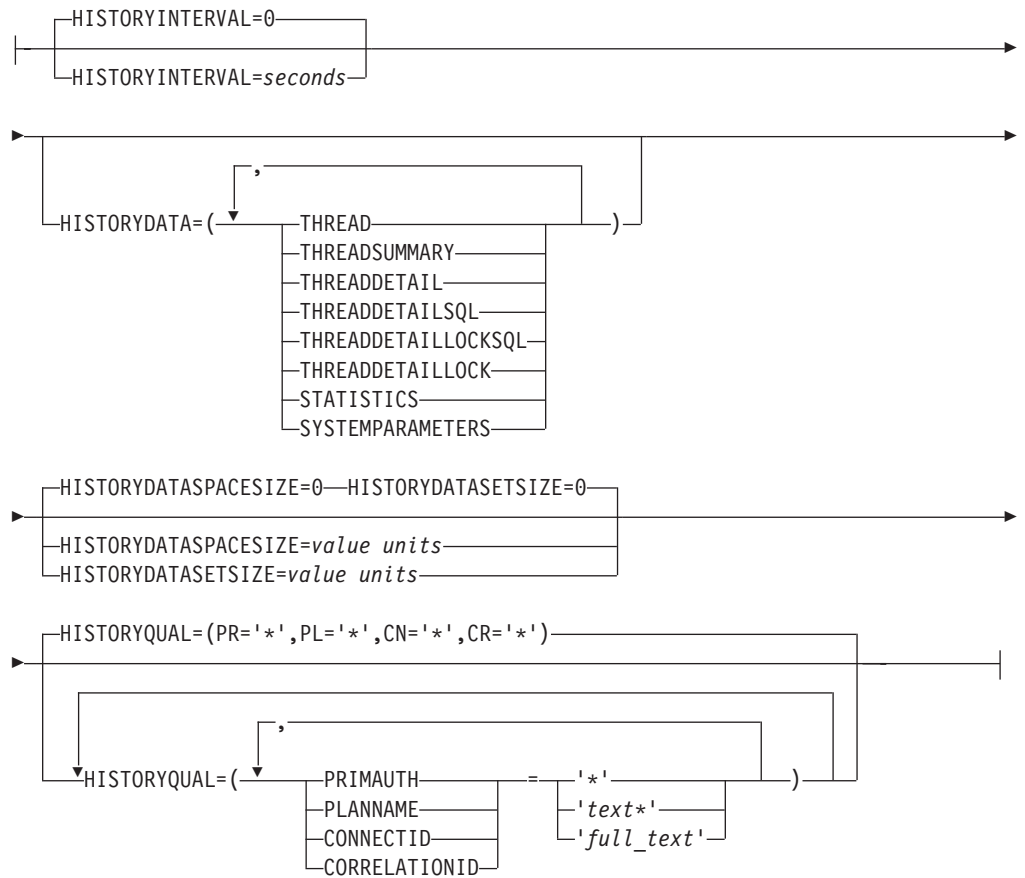 HISTORYINTERVAL=0
HISTORYINTERVAL=seconds
,
HISTORYDATA=( THREAD )
THREADSUMMARY
THREADDETAIL
THREADDETAILSQL
THREADDETAILLOCKSQL
THREADDETAILLOCK
STATISTICS
SYSTEMPARAMETERS
HISTORYDATASPACESIZE=0 HISTORYDATASETSIZE=0
HISTORYDATASPACESIZE=value units
HISTORYDATASETSIZE=value units
HISTORYQUAL=(PR='*',PL='*',CN='*',CR='*')
,
HISTORYQUAL=( PRIMAUTH = '*' )
PLANNAME 'text*'
CONNECTID 'full_text'
CORRELATIONID